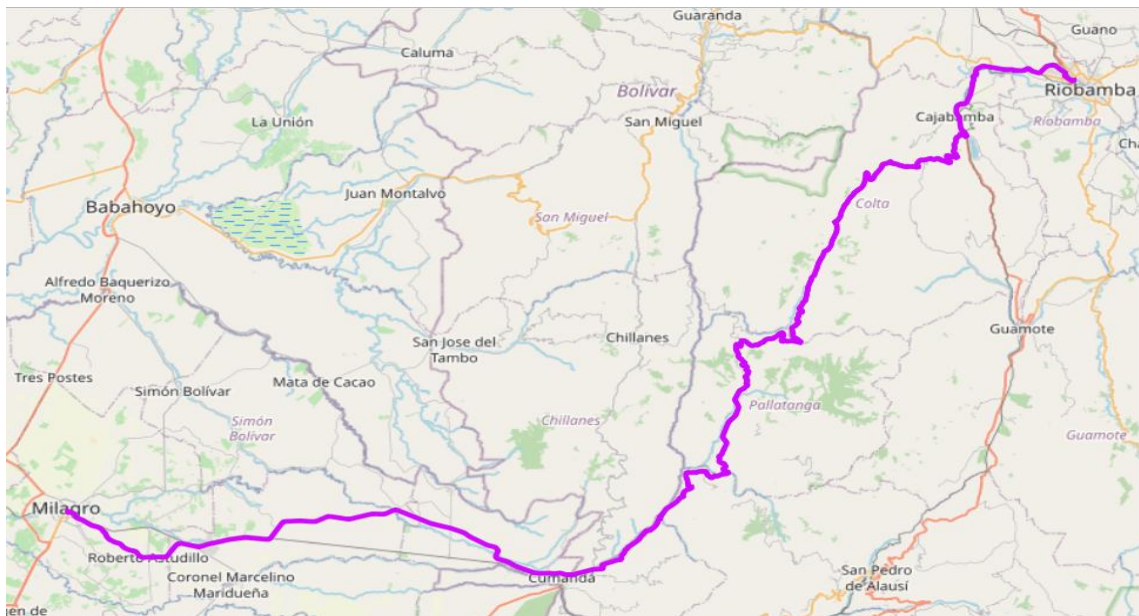 Guaranda
Guano
Caluma
Riobamba
Bolívar
San Miguel
Cajabamba
Riobamba
La Unión
Juan Montalvo
Babahoyo
San Miguel
Colta
Alfredo Baquerizo
Moreno
Guamote
San Jose del
Tambo
Chillanes
Tres Postes
Simón Bolívar
Mata de Cacao
Pallatanga
Simón
Bolívar
Chillanes
Guamote
Milagro
Roberto Astudillo
Coronel Marcelino
Maridueña
Cumandá
San Pedro
de Alausí